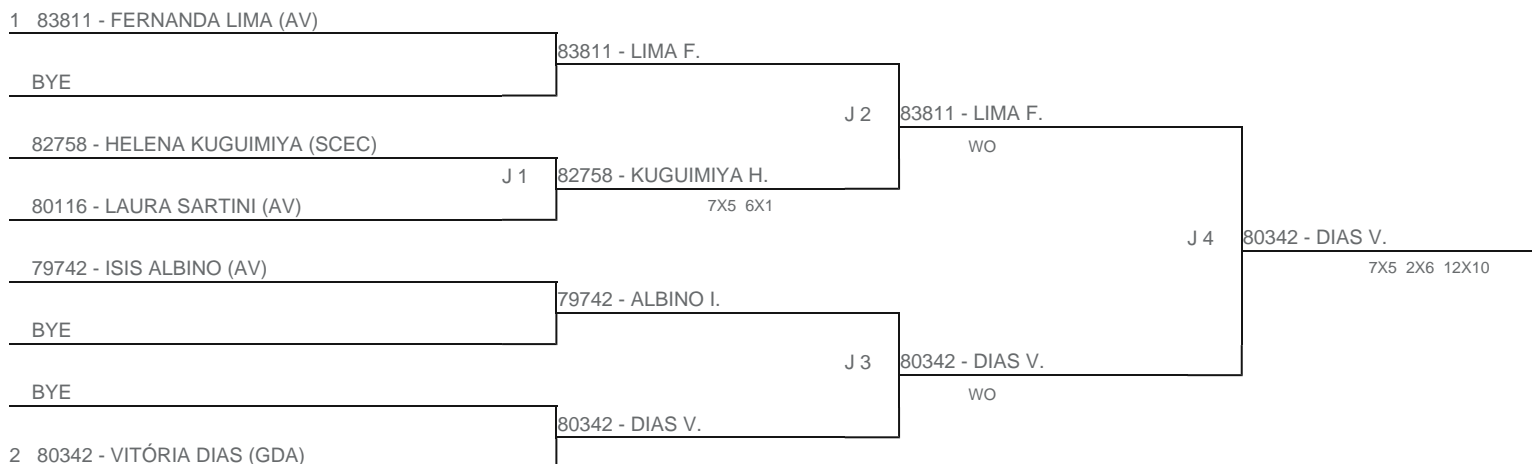 1 83811 - FERNANDA LIMA (AV)
83811 - LIMA F.
BYE
J 2 83811 - LIMA F.
WO
82758 - HELENA KUGUIMIYA (SCEC)
J 1 82758 - KUGUIMIYA H.
7X5 6X1
80116 - LAURA SARTINI (AV)
J 4 80342 - DIAS V.
7X5 2X6 12X10
79742 - ISIS ALBINO (AV)
79742 - ALBINO I.
BYE
J 3 80342 - DIAS V.
WO
BYE
80342 - DIAS V.
2 80342 - VITÓRIA DIAS (GDA)